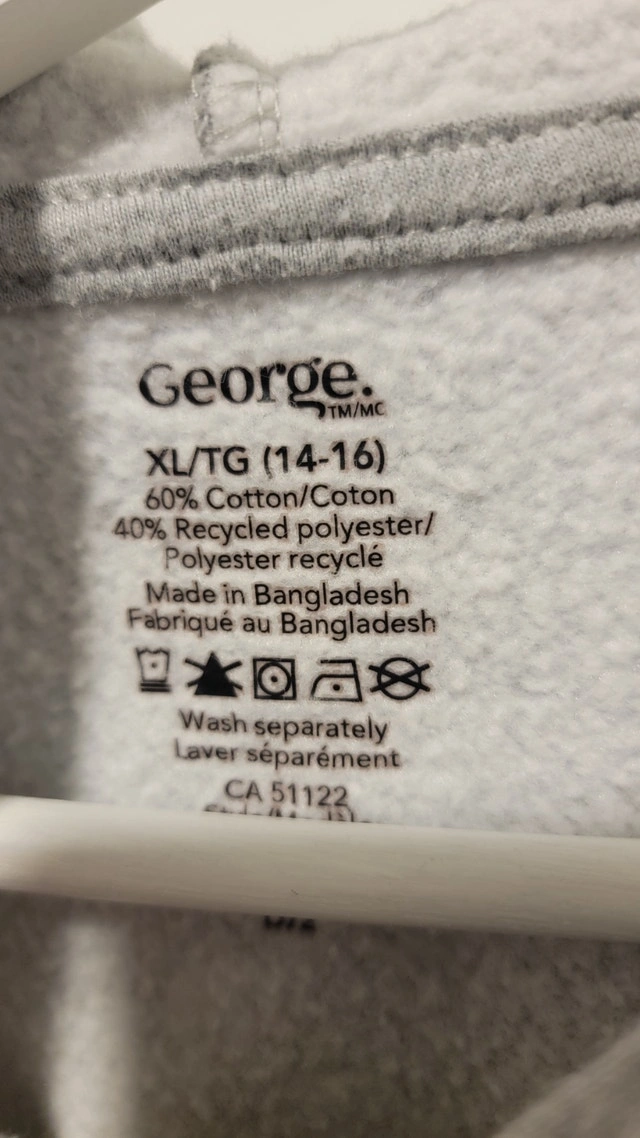 George.
TM/MC
XL/TG (14-16)
60% Cotton/Coton
40% Recycled polyester/
Polyester recyclé
Made in Bangladesh
Fabriqué au Bangladesh
Wash separately
Laver séparément
CA 51122